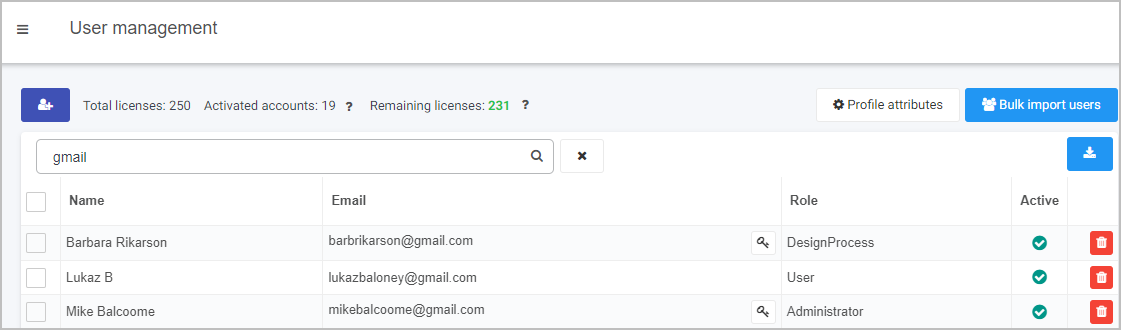 User management
Total licenses: 250 Activated accounts: 19 ? Remaining licenses: 231 ? Profile attributes Bulk import users
gmail
Name Email Role Active
Barbara Rikarson barbrikarson@gmail.com DesignProcess
Lukaz B lukazbaloney@gmail.com User
Mike Balcoome mikebalcoome@gmail.com Administrator